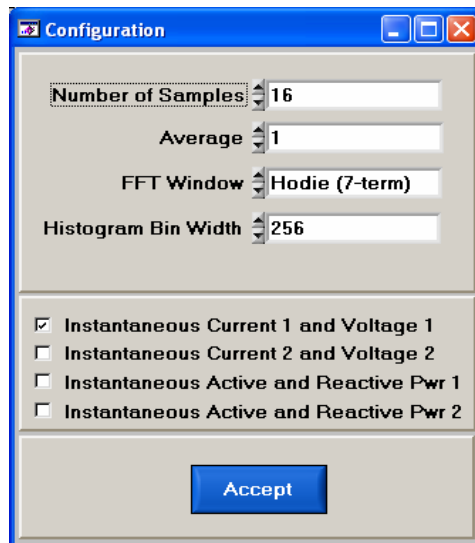 Configuration
Number of Samples 16
Average 1
FFT Window Hodie (7-term)
Histogram Bin Width 256
Instantaneous Current 1 and Voltage 1
Instantaneous Current 2 and Voltage 2
Instantaneous Active and Reactive Pwr 1
Instantaneous Active and Reactive Pwr 2
Accept